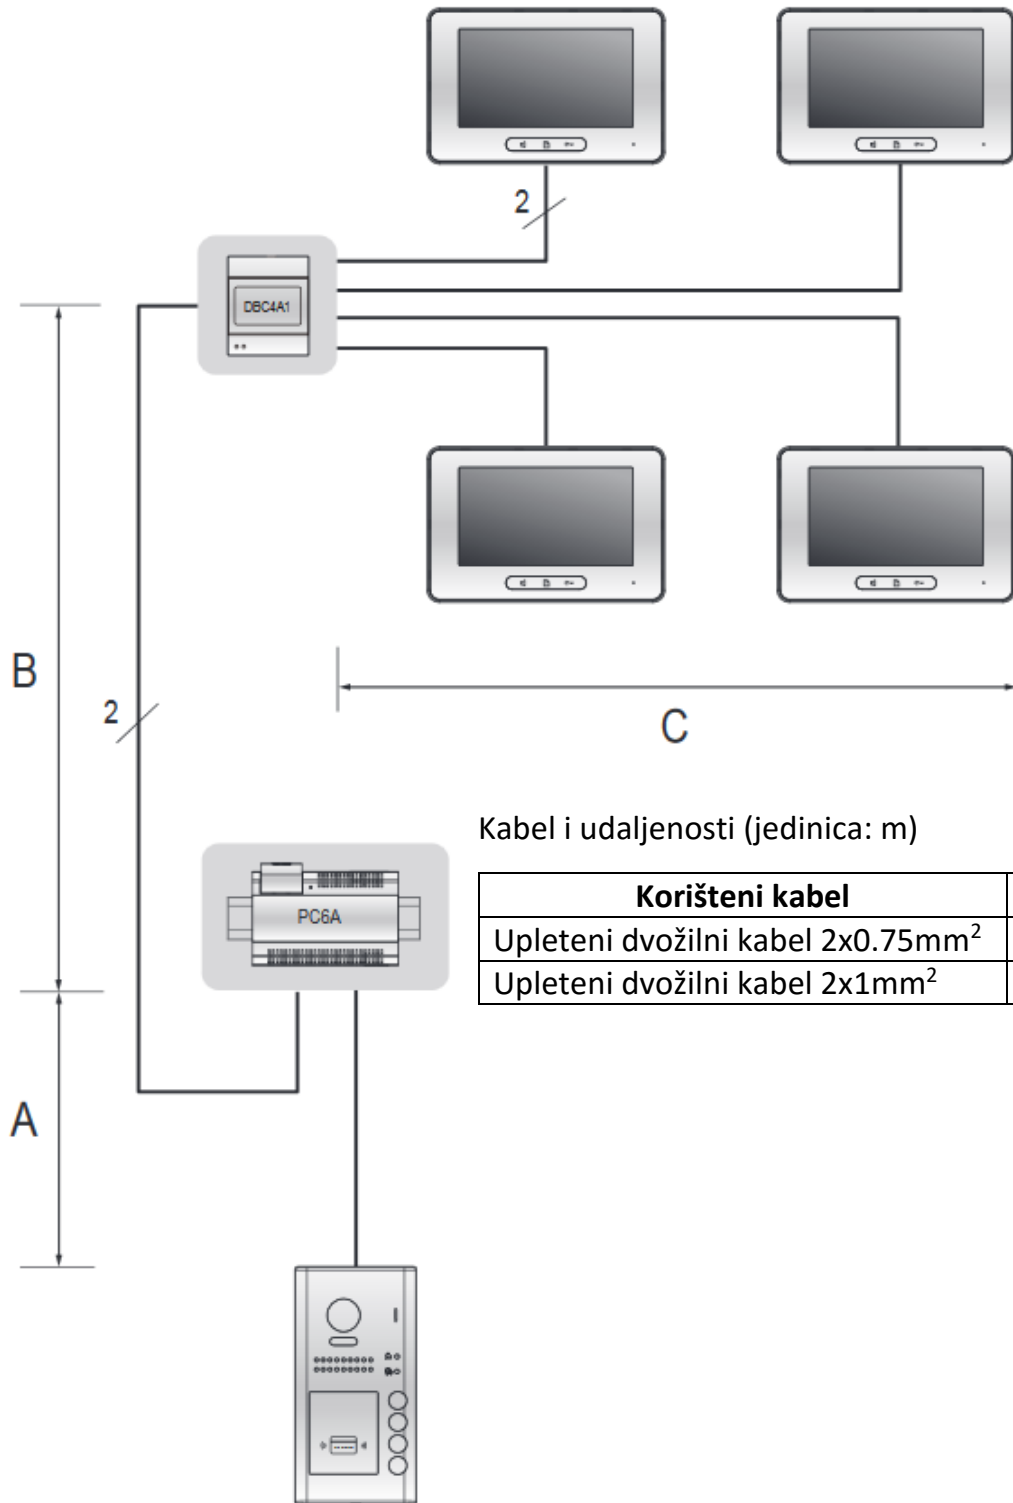 2
DBC4A1
B
2
C
Kabel i udaljenosti (jedinica: m)
Korišteni kabel
Upleteni dvožilni kabel 2x0.75mm²
Upleteni dvožilni kabel 2x1mm²
PC6A
A